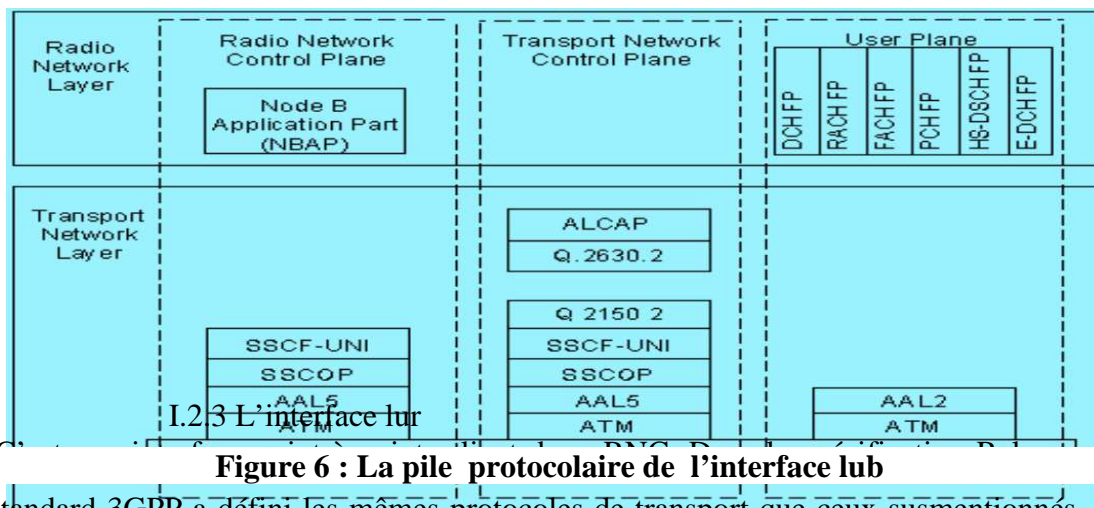 Radio
Network
Layer
Radio Network
Control Plane
Node B
Application Part
(NBAP)
Transport Network
Control Plane
User Plane
DCH FP
RACH FP
FACH FP
PCH FP
HS-DSCH FP
E-DCH FP
Transport
Network
Layer
SSCF-UNI
SSCOP
AAL5
ATM
ALCAP
Q.2630.2
Q 2150 2
SSCF-UNI
SSCOP
AAL5
ATM
AAL2
ATM
I.2.3 L'interface lur
Figure 6 : La pile protocolaire de l'interface lub
standard 3GPP a défini les mêmes protocoles de transport que ceux susmentionnés